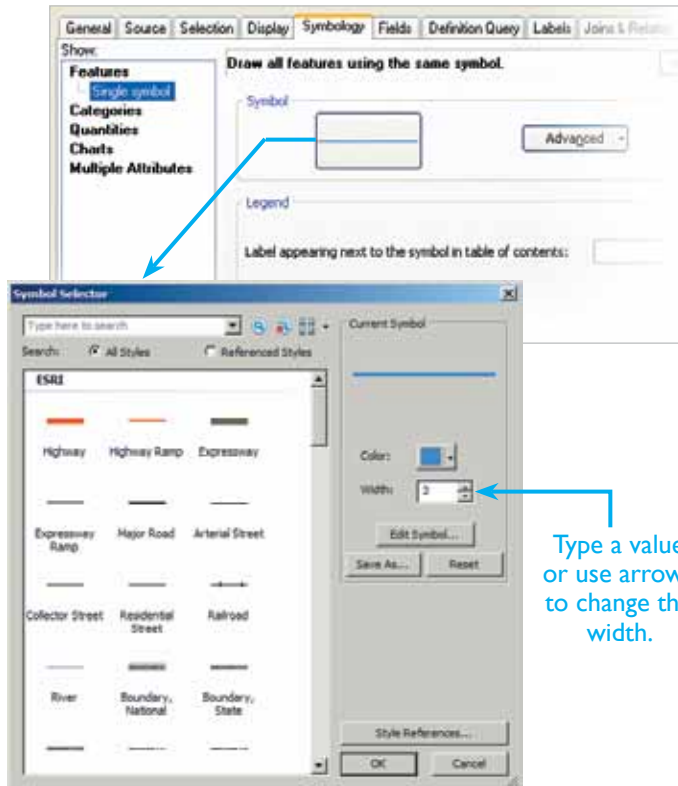 General Source Selection Display Symbology Fields Definition Query Labels Joins &
Show:
Features
Single symbol
Categories
Quantities
Charts
Multiple Attributes
Draw all features using the same symbol.
Symbol
Advanced
Legend
Label appearing next to the symbol in table of contents:
Symbol Selector
Type here to search
Search: All Styles Referenced Styles
ESRI
Highway Highway Ramp Expressway
Expressway Major Road Arterial Street
Ramp
Collector Street Residential Railroad
Street
River Boundary, Boundary,
National State
Current Symbol
Color:
Width: 3
Edit Symbol...
Save As... Reset
Style References...
OK Cancel
Type a value
or use arrow
to change th
width.